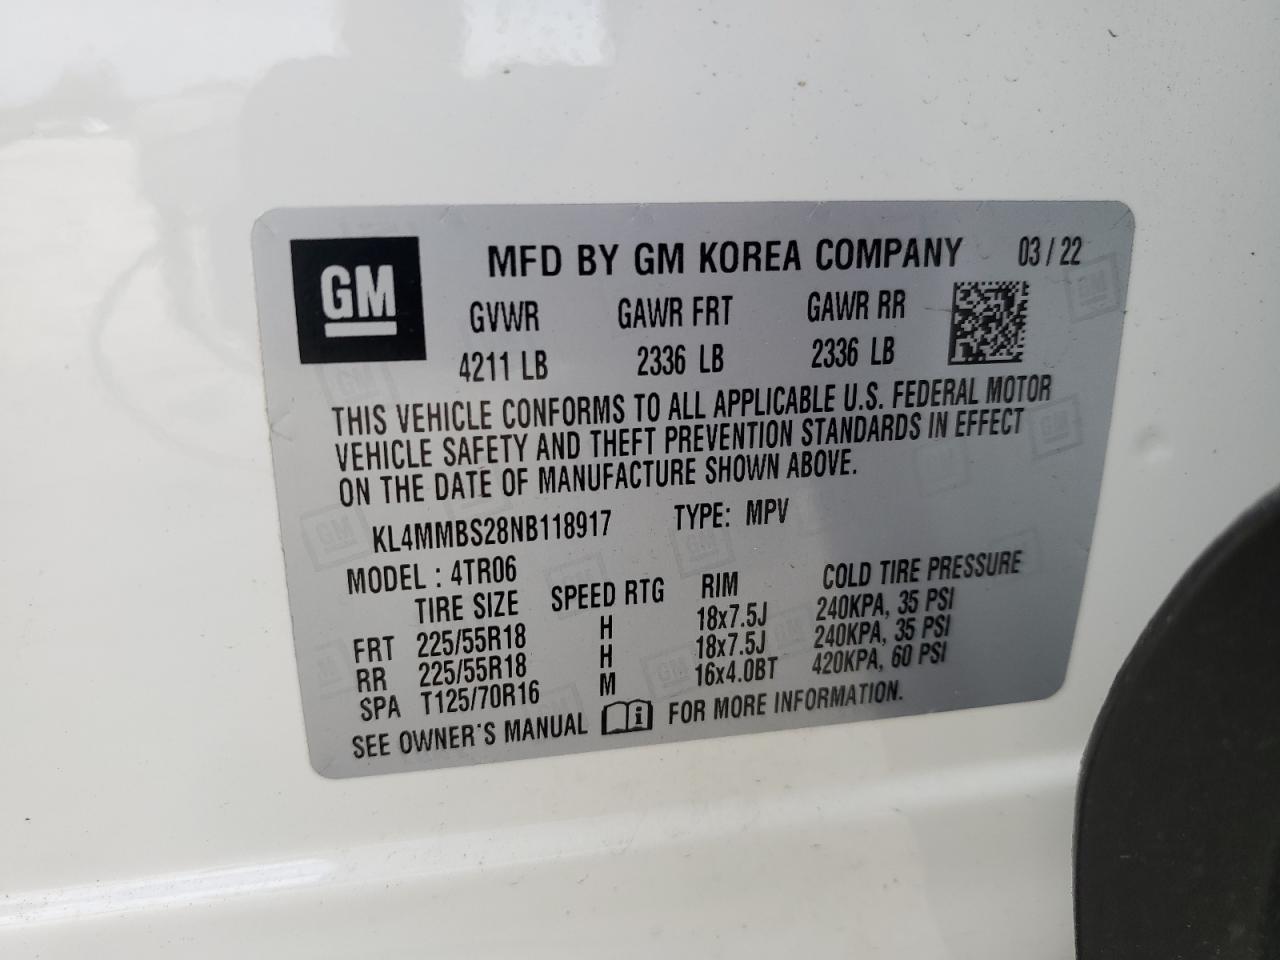 GM
MFD BY GM KOREA COMPANY 03 / 22
GVWR GAWR FRT GAWR RR
4211 LB 2336 LB 2336 LB
THIS VEHICLE CONFORMS TO ALL APPLICABLE U.S. FEDERAL MOTOR
VEHICLE SAFETY AND THEFT PREVENTION STANDARDS IN EFFECT
ON THE DATE OF MANUFACTURE SHOWN ABOVE.
KL4MMBS28NB118917 TYPE: MPV
MODEL : 4TR06
TIRE SIZE SPEED RTG RIM COLD TIRE PRESSURE
FRT 225/55R18 H 18x7.5J 240KPA, 35 PSI
RR 225/55R18 H 18x7.5J 240KPA, 35 PSI
SPA T125/70R16 M 16x4.0BT 420KPA, 60 PSI
SEE OWNER'S MANUAL i FOR MORE INFORMATION.